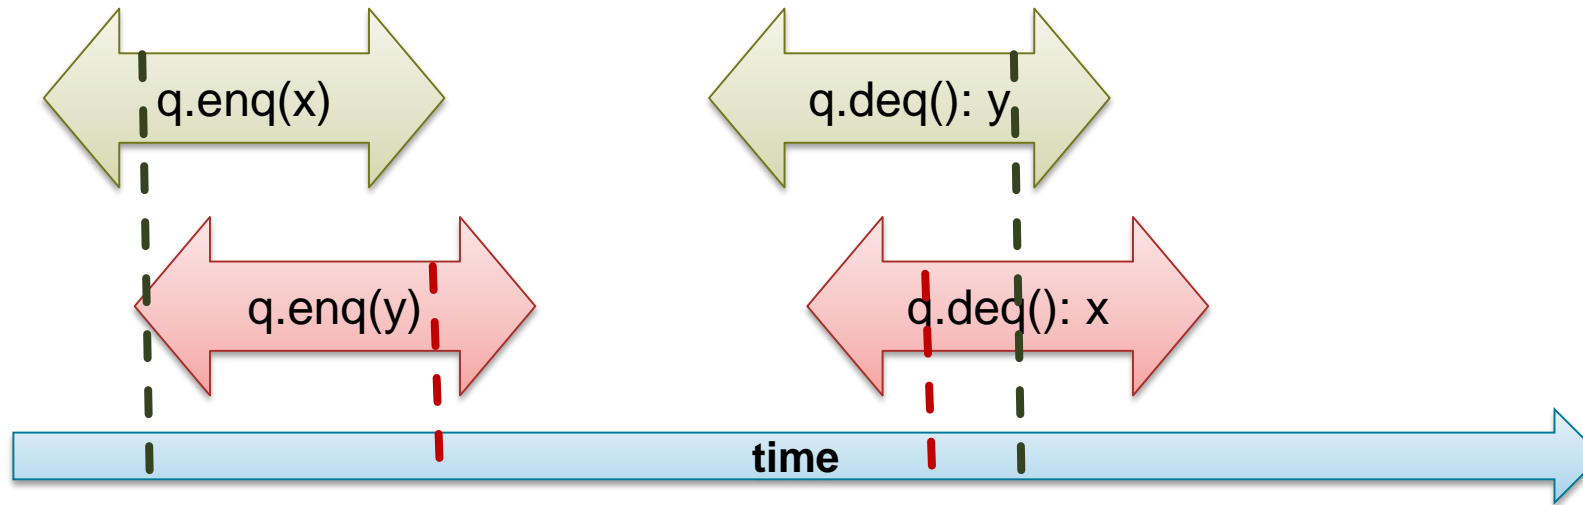 q.enq(x)
q.deq(): y
q.enq(y)
q.deq(): x
time